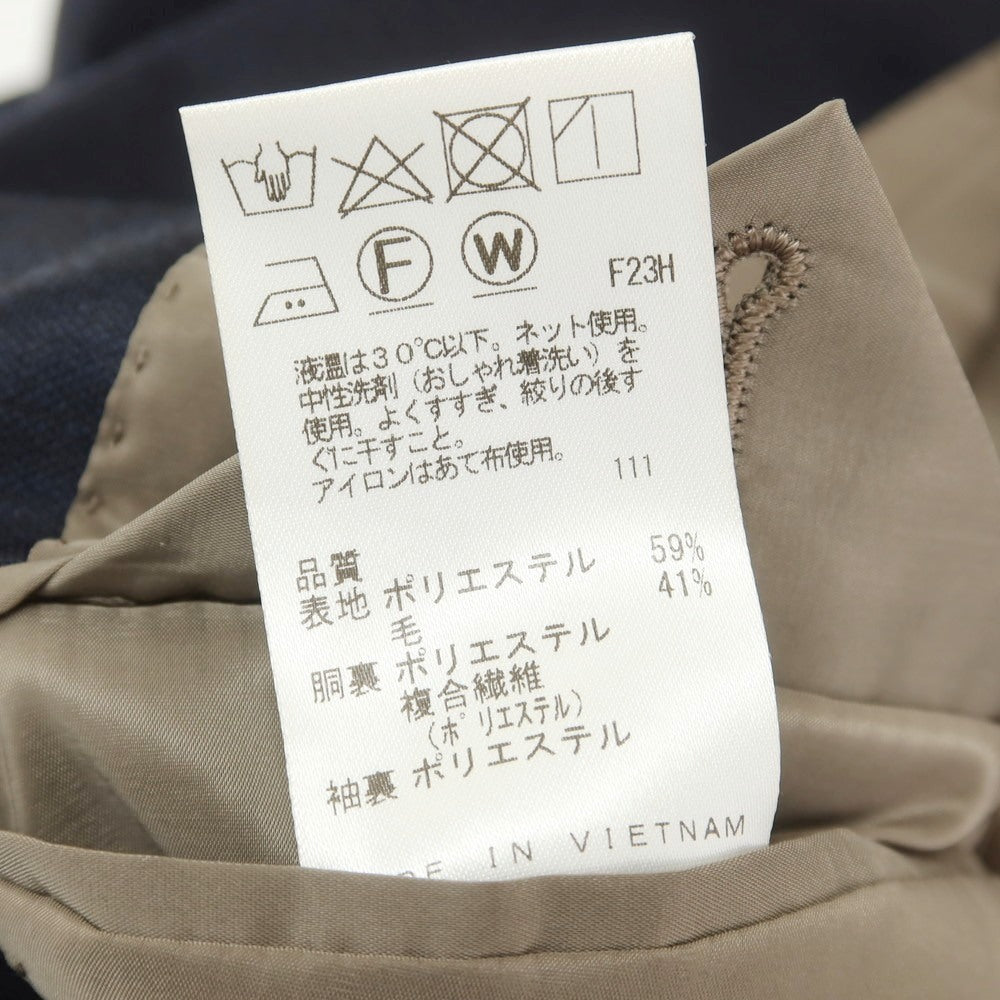 F W F23H
液温は30℃以下。ネット使用。
中性洗剤(おしゃれ着洗い)を
使用。よくすすぎ、絞りの後す
ぐに干すこと。
アイロンはあて布使用。 111
品質
表地 ポリエステル 59%
毛 41%
胴裏 ポリエステル
複合繊維
(ポリエステル)
袖裏 ポリエステル
DE IN VIETNAM